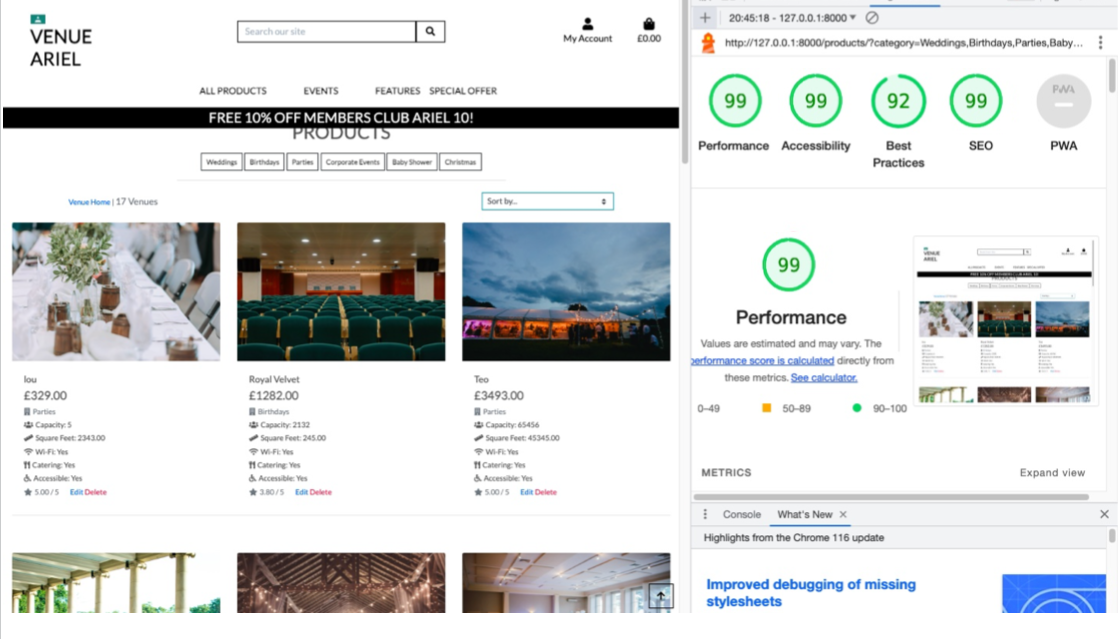 VENUE
ARIEL
Search our site
My Account
£0.00
ALL PRODUCTS EVENTS FEATURES SPECIAL OFFER
FREE 10% OFF MEMBERS CLUB ARIEL 10!
PRODUCTS
Weddings Birthdays Parties Corporate Events Baby Shower Christmas
Venue Home | 17 Venues
Sort by...
lou
£329.00
Parties
Capacity: 5
Square Feet: 2343.00
Wi-Fi: Yes
Catering: Yes
Accessible: Yes
5.00 / 5 Edit Delete
Royal Velvet
£1282.00
Birthdays
Capacity: 2132
Square Feet: 245.00
Wi-Fi: Yes
Catering: Yes
Accessible: Yes
3.80 / 5 Edit Delete
Teo
£3493.00
Parties
Capacity: 65456
Square Feet: 45345.00
Wi-Fi: Yes
Catering: Yes
Accessible: Yes
5.00 / 5 Edit Delete
20:45:18 - 127.0.0.1:8000
http://127.0.0.1:8000/products/?category=Weddings,Birthdays,Parties,Baby...
99 99 92 99 PWA
Performance Accessibility Best
Practices SEO PWA
99
Performance
Values are estimated and may vary. The
performance score is calculated directly from
these metrics. See calculator.
0–49 50–89 90–100
METRICS Expand view
Console What's New
Highlights from the Chrome 116 update
Improved debugging of missing
stylesheets